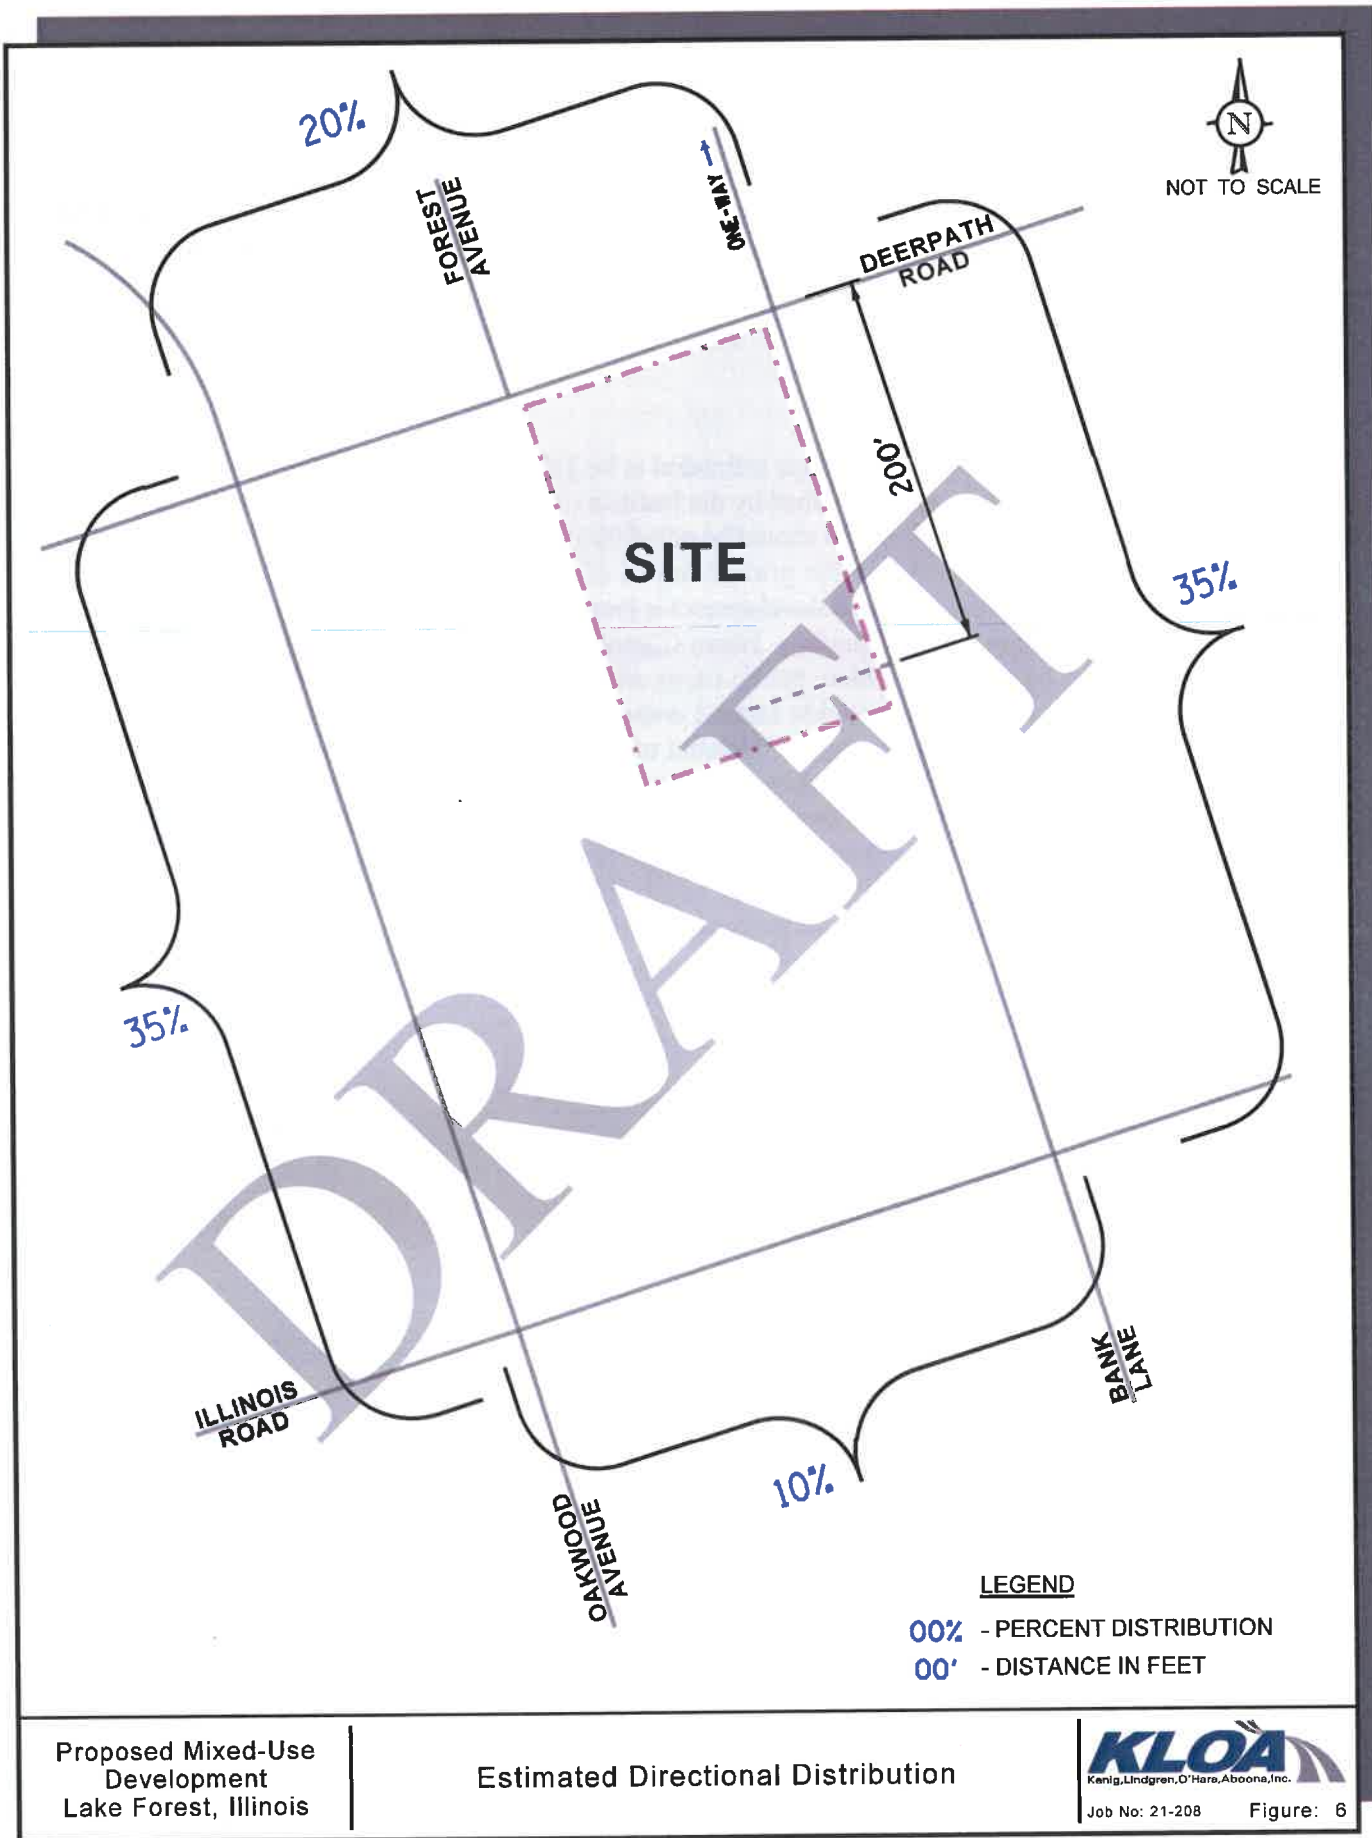 20%
N
NOT TO SCALE
FOREST
AVENUE
ONE-WAY
DEERPATH
ROAD
200'
SITE
35%
35%
DRAFT
ILLINOIS
ROAD
BANK
LANE
10%
OAKWOOD
AVENUE
LEGEND
00% - PERCENT DISTRIBUTION
00' - DISTANCE IN FEET
Proposed Mixed-Use
Development
Lake Forest, Illinois
Estimated Directional Distribution
KLOA
Kenig,Lindgren,O'Hara,Aboona,Inc.
Job No: 21-208 Figure: 6